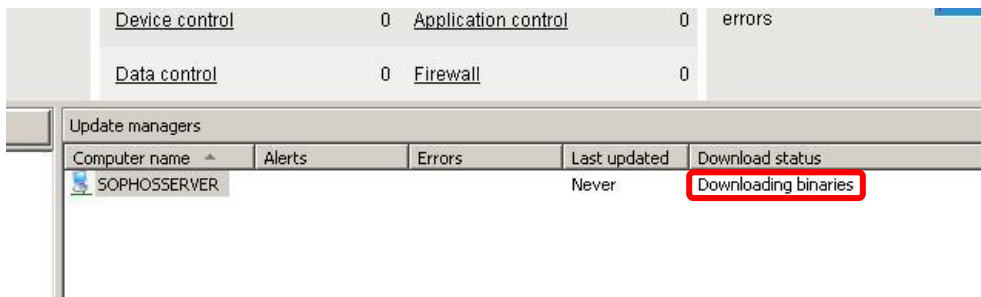 Device control 0 Application control 0 errors
Data control 0 Firewall 0
Update managers
Computer name Alerts Errors Last updated Download status
SOPHOSSERVER Never Downloading binaries